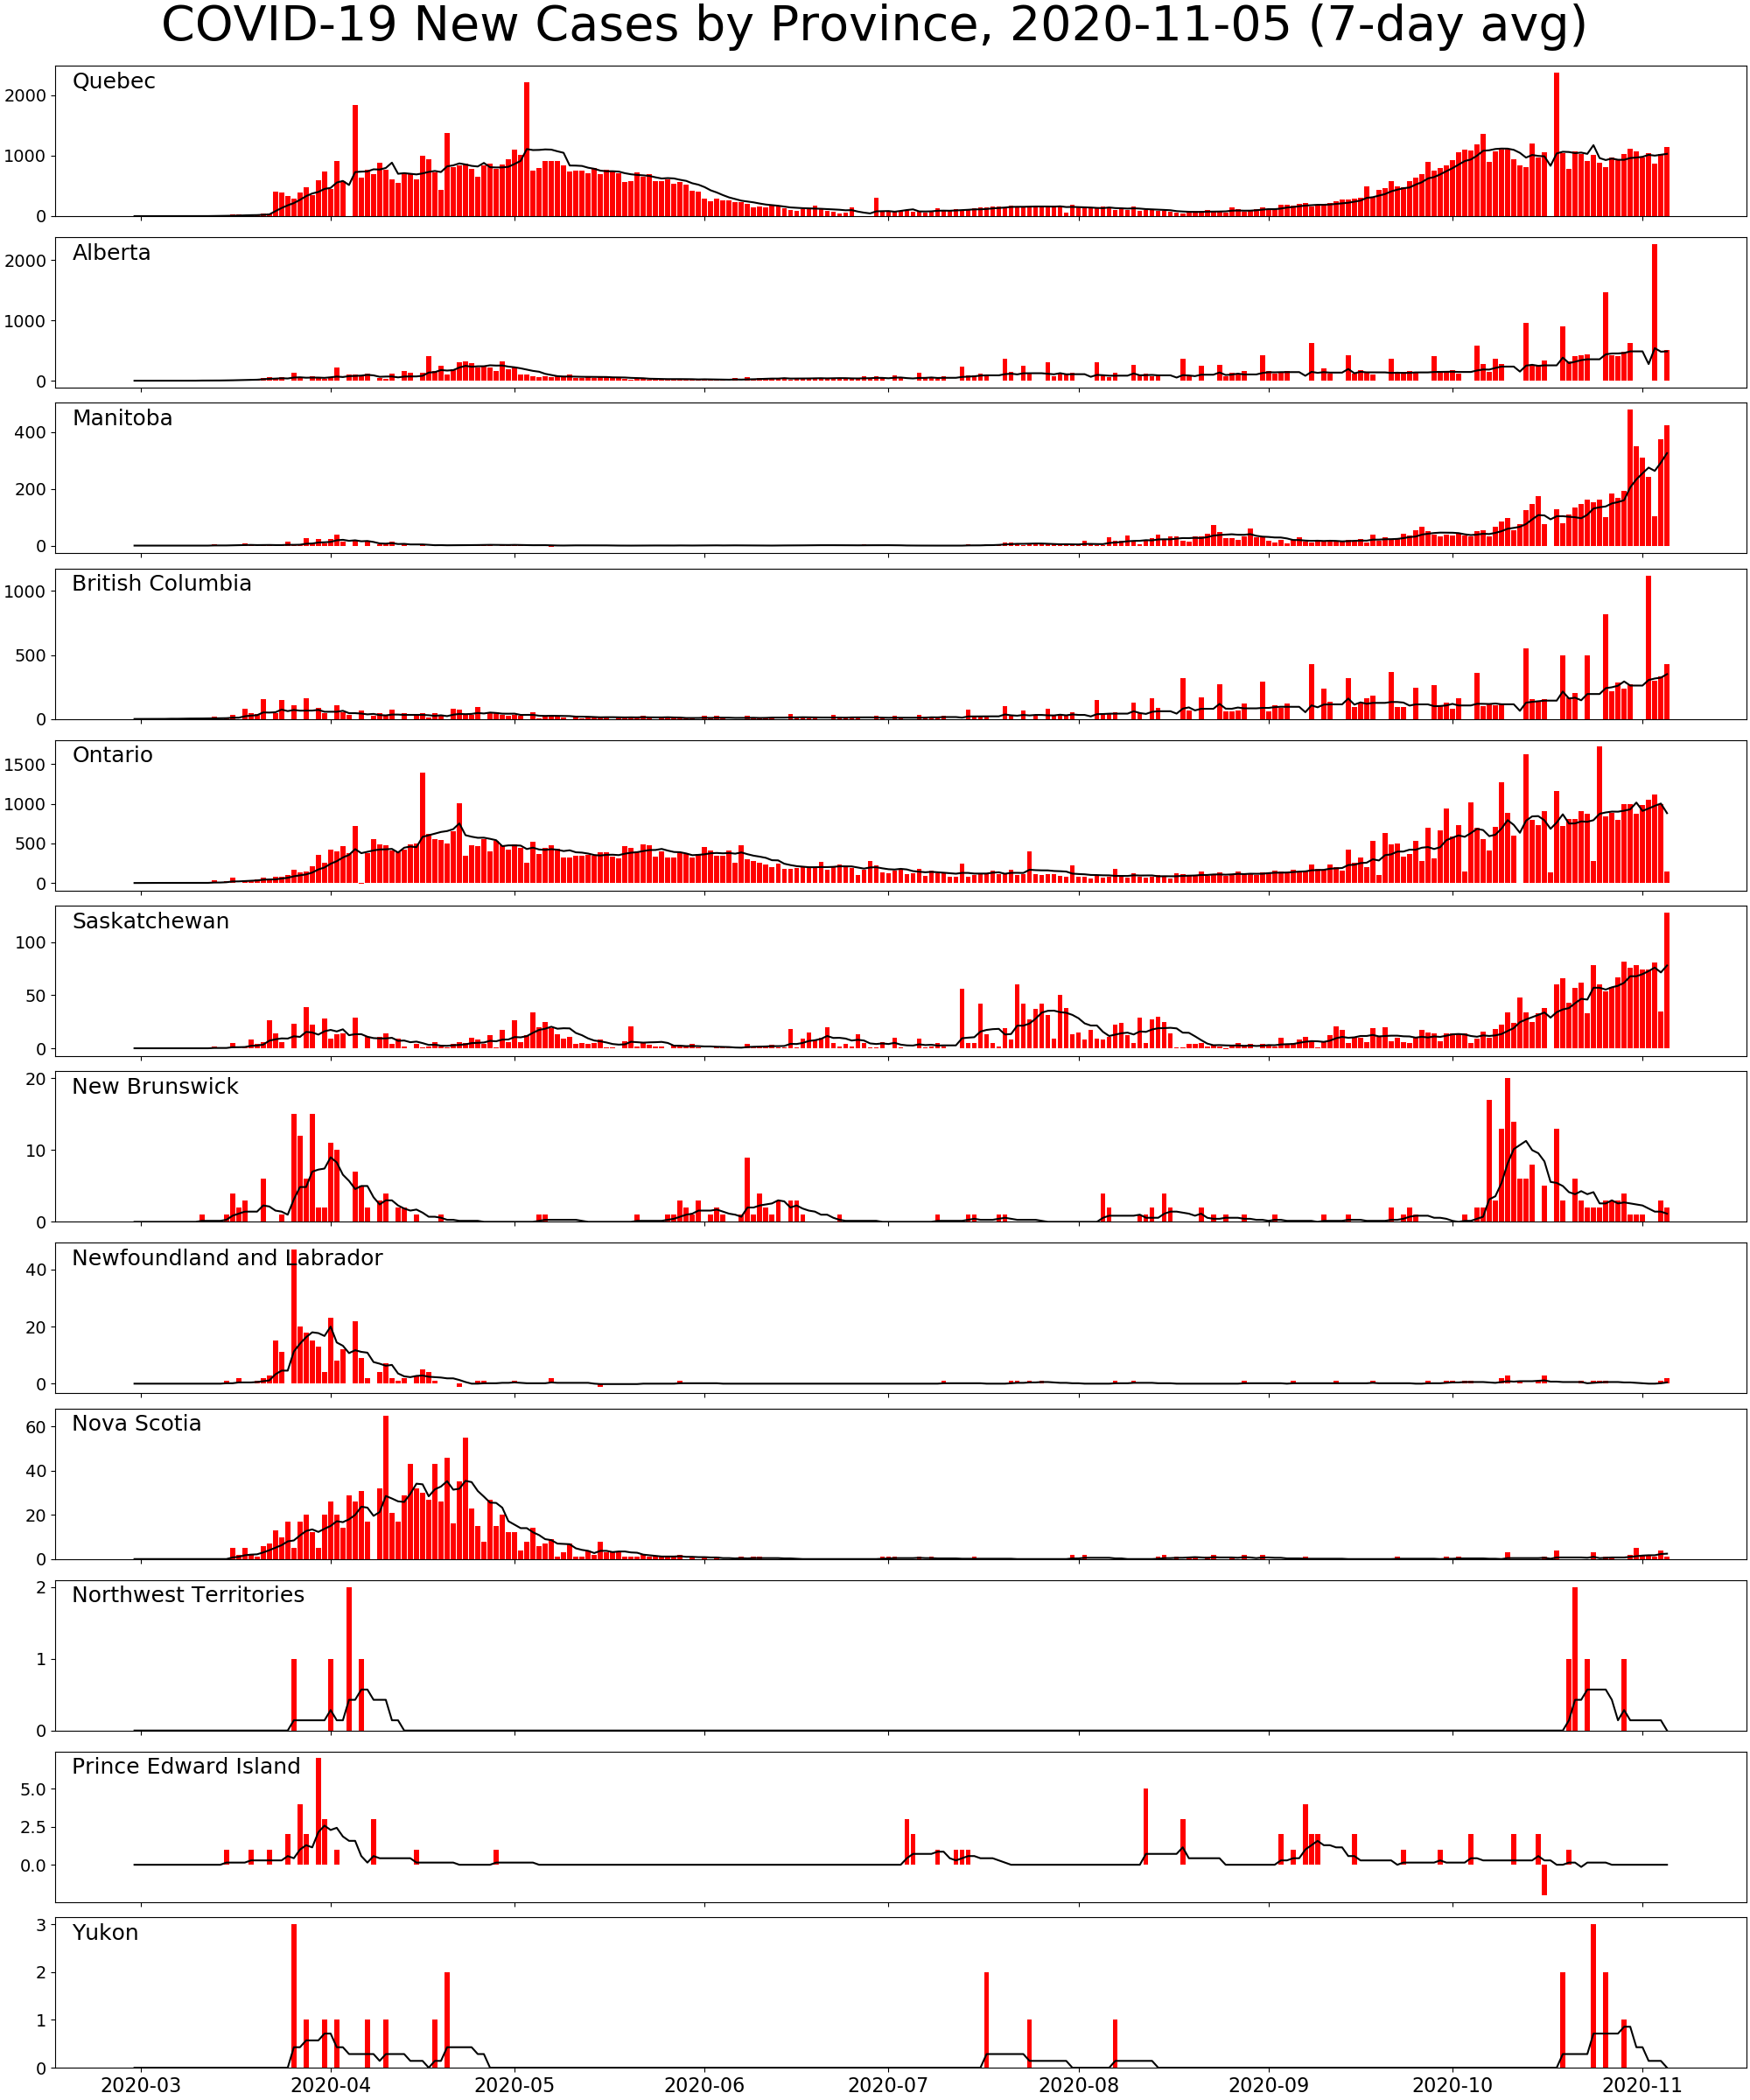 COVID-19 New Cases by Province, 2020-11-05 (7-day avg)
Quebec
2000
1000
0
Alberta
2000
1000
0
Manitoba
400
200
0
British Columbia
1000
500
0
Ontario
1500
1000
500
0
Saskatchewan
100
50
0
New Brunswick
20
10
0
Newfoundland and Labrador
40
20
0
Nova Scotia
60
40
20
0
Northwest Territories
2
1
0
Prince Edward Island
5.0
2.5
0.0
Yukon
3
2
1
0
2020-03 2020-04 2020-05 2020-06 2020-07 2020-08 2020-09 2020-10 2020-11